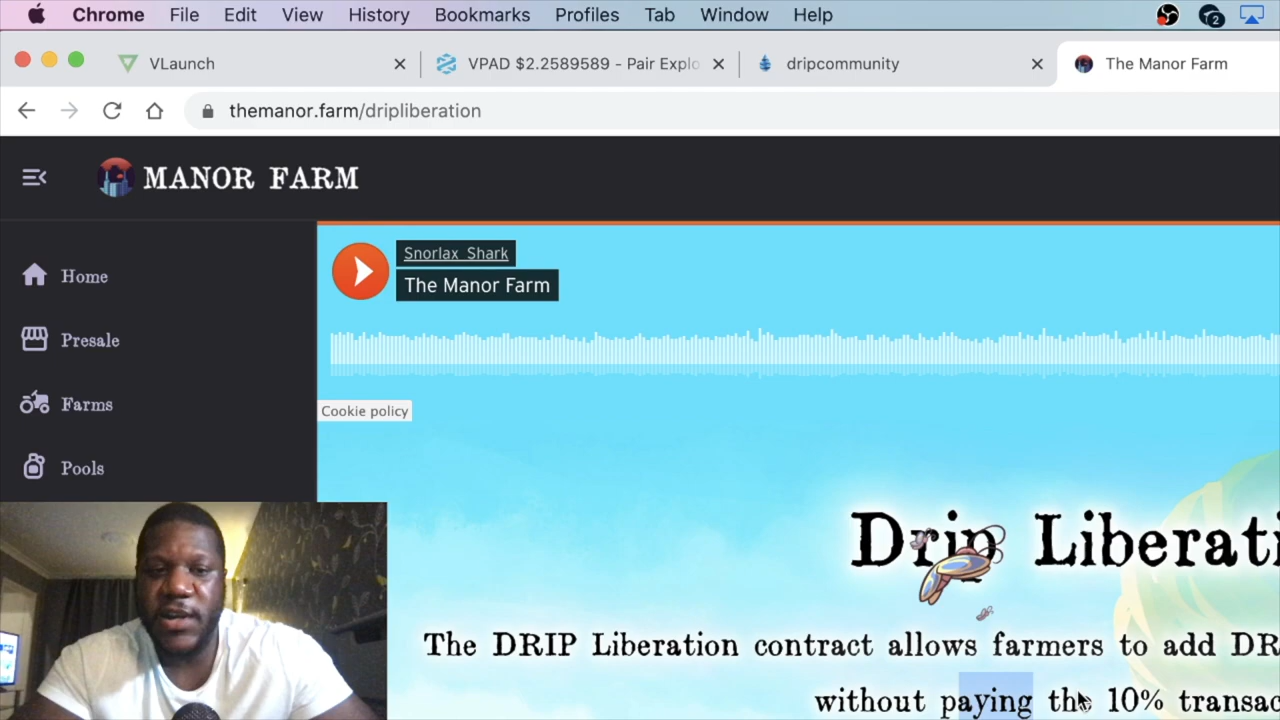 Chrome File Edit View History Bookmarks Profiles Tab Window Help 2
VLaunch VPAD $2.2589589 - Pair Explo dripcommunity The Manor Farm
themanor.farm/dripliberation
MANOR FARM
Home
Presale
Farms
Pools
Snorlax_Shark
The Manor Farm
Cookie policy
Drip Liberati
The DRIP Liberation contract allows farmers to add DR
without paying the 10% transac